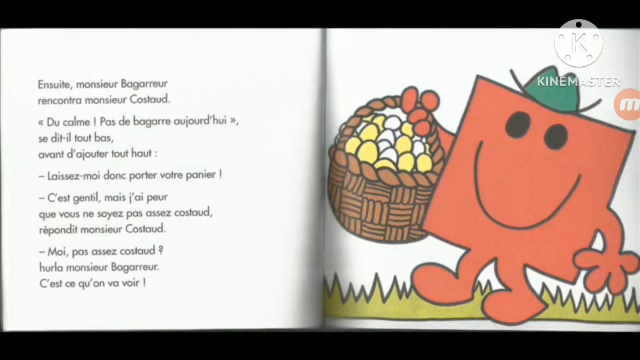 Ensuite, monsieur Bagarreur
rencontra monsieur Costaud.
« Du calme ! Pas de bagarre aujourd'hui »,
se dit-il tout bas,
avant d'ajouter tout haut :
– Laissez-moi donc porter votre panier !
– C'est gentil, mais j'ai peur
que vous ne soyez pas assez costaud,
répondit monsieur Costaud.
– Moi, pas assez costaud ?
hurla monsieur Bagarreur.
C'est ce qu'on va voir !
K
KINEMASTER